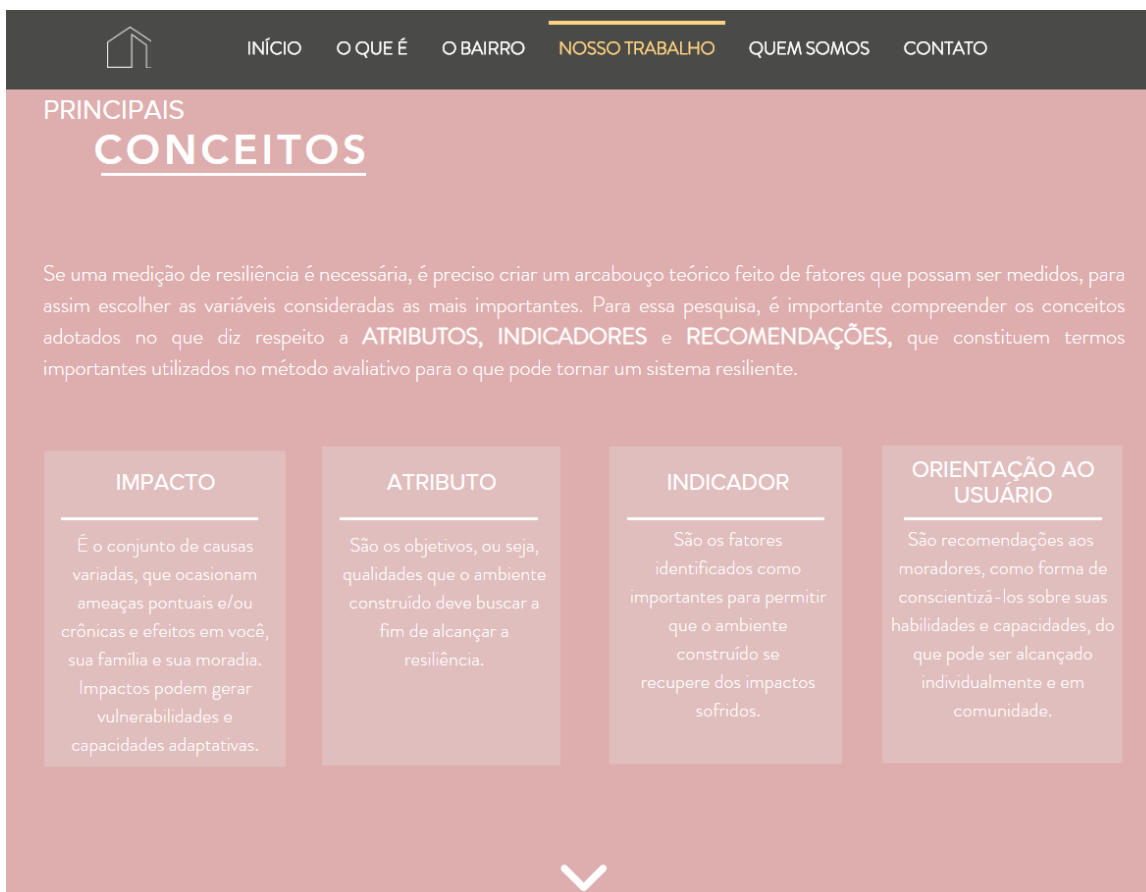 INÍCIO O QUE É O BAIRRO NOSSO TRABALHO QUEM SOMOS CONTATO
PRINCIPAIS
CONCEITOS
Se uma medição de resiliência é necessária, é preciso criar um arcabouço teórico feito de fatores que possam ser medidos, para
assim escolher as variáveis consideradas as mais importantes. Para essa pesquisa, é importante compreender os conceitos
adotados no que diz respeito a ATRIBUTOS, INDICADORES e RECOMENDAÇÕES, que constituem termos
importantes utilizados no método avaliativo para o que pode tornar um sistema resiliente.
IMPACTO
É o conjunto de causas
variadas, que ocasionam
ameaças pontuais e/ou
crônicas e efeitos em você,
sua família e sua moradia.
Impactos podem gerar
vulnerabilidades e
capacidades adaptativas.
ATRIBUTO
São os objetivos, ou seja,
qualidades que o ambiente
construído deve buscar a
fim de alcançar a
resiliência.
INDICADOR
São os fatores
identificados como
importantes para permitir
que o ambiente
construído se
recupere dos impactos
sofridos.
ORIENTAÇÃO AO
USUÁRIO
São recomendações aos
moradores, como forma de
conscientizá-los sobre suas
habilidades e capacidades, do
que pode ser alcançado
individualmente e em
comunidade.